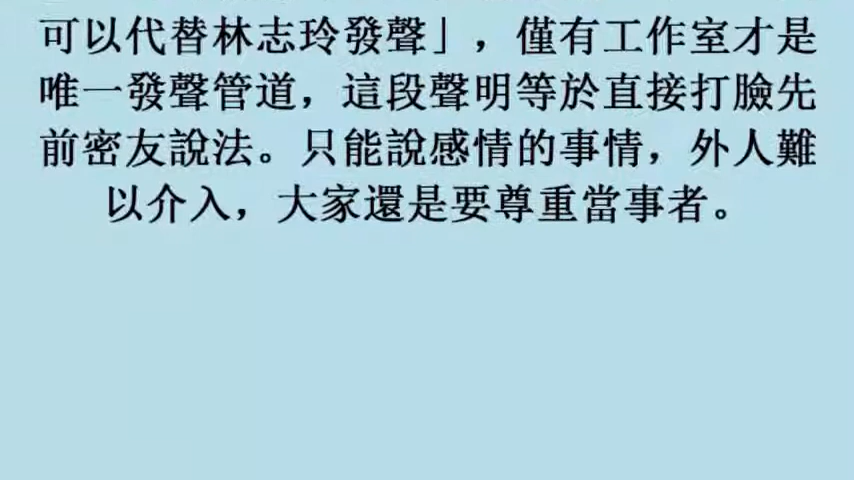 可以代替林志玲發聲」，僅有工作室才是
唯一發聲管道，這段聲明等於直接打臉先
前密友說法。只能說感情的事情，外人難
以介入，大家還是要尊重當事者。